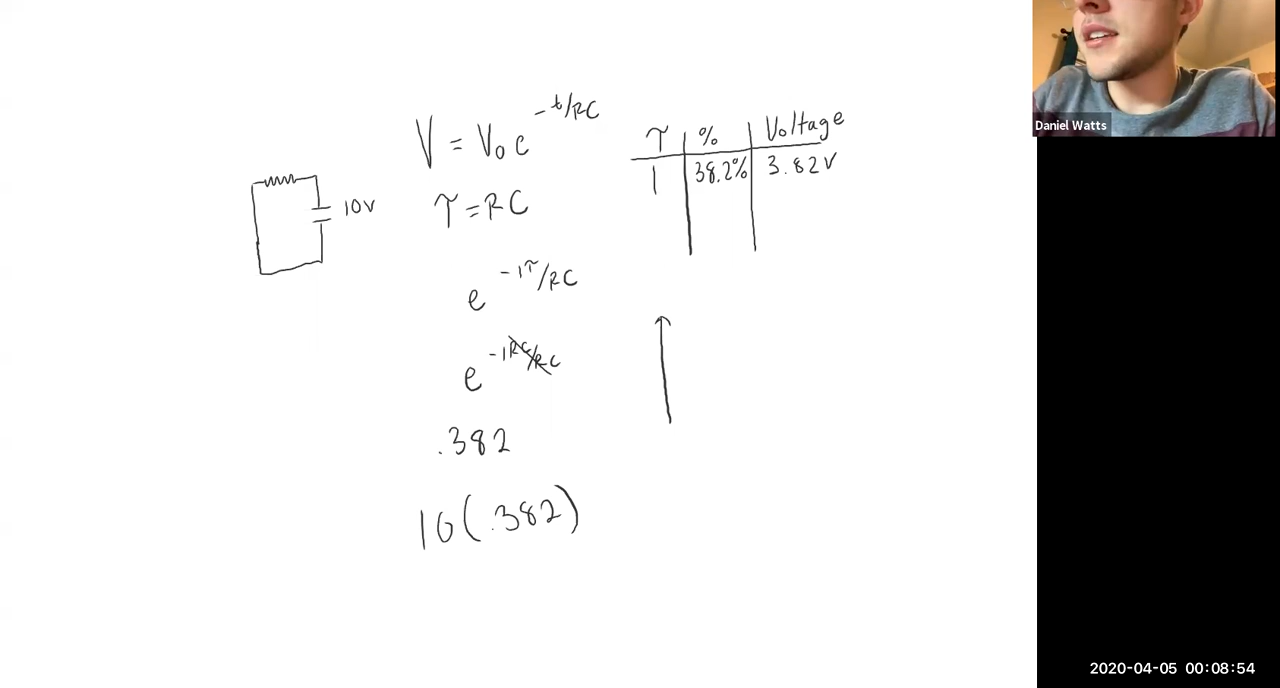 V = V₀e^-t/RC
τ = RC
10V
e^-1τ/RC
e^-1RC/RC
.382
10(.382)
τ | % | Voltage
1 | 38.2% | 3.82V
Daniel Watts
2020-04-05 00:08:54